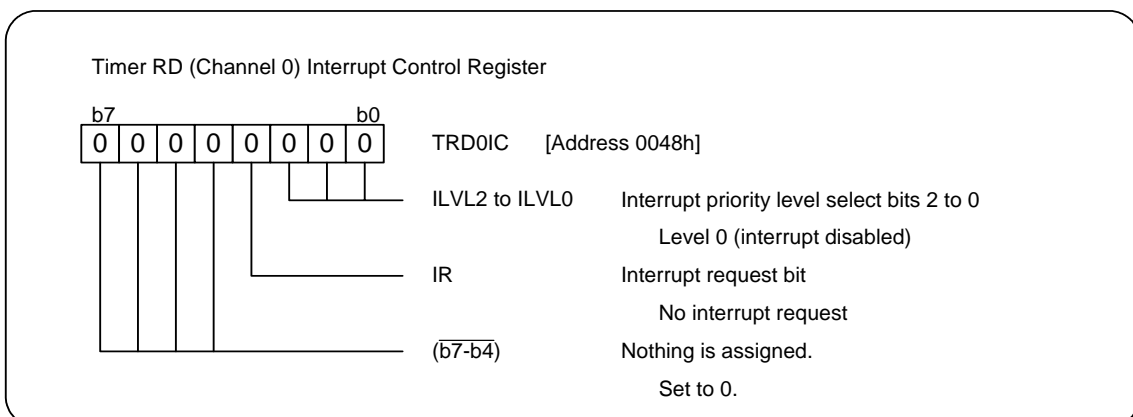 Timer RD (Channel 0) Interrupt Control Register
b7 b0
0 0 0 0 0 0 0 0 TRD0IC [Address 0048h]
ILVL2 to ILVL0 Interrupt priority level select bits 2 to 0
Level 0 (interrupt disabled)
IR Interrupt request bit
No interrupt request
(b7-b4) Nothing is assigned.
Set to 0.